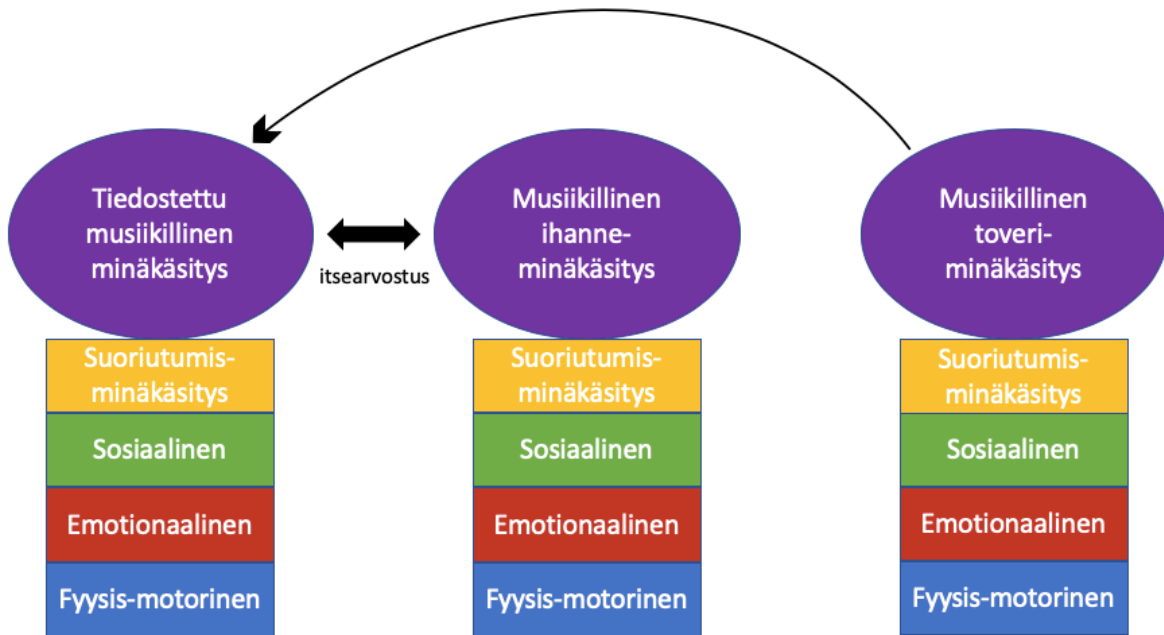 Tiedostettu
musiikillinen
minäkäsitys
itsearvostus
Musiikillinen
ihanne-
minäkäsitys
Musiikillinen
toveri-
minäkäsitys
Suoriutumis-
minäkäsitys
Sosiaalinen
Emotionaalinen
Fyysis-motorinen
Suoriutumis-
minäkäsitys
Sosiaalinen
Emotionaalinen
Fyysis-motorinen
Suoriutumis-
minäkäsitys
Sosiaalinen
Emotionaalinen
Fyysis-motorinen